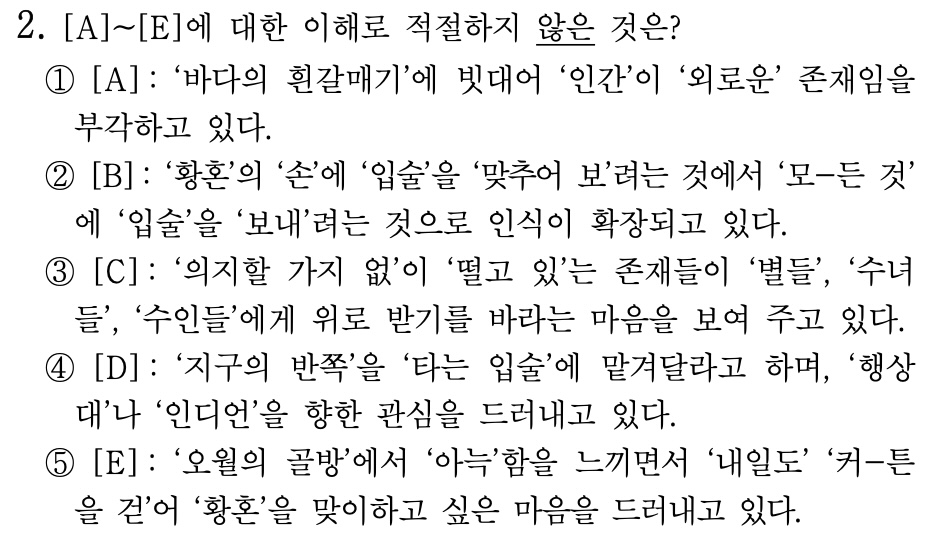 2. [A]~[E]에 대한 이해로 적절하지 않은 것은?
① [A] : ‘바다의 흰갈매기’에 빗대어 ‘인간’이 ‘외로운’ 존재임을
부각하고 있다.
② [B] : ‘황혼’의 ‘손’에 ‘입술’을 ‘맞추어 보’려는 것에서 ‘모-든 것’
에 ‘입술’을 ‘보내’려는 것으로 인식이 확장되고 있다.
③ [C] : ‘의지할 가지 없’이 ‘떨고 있’는 존재들이 ‘별들’, ‘수녀
들’, ‘수인들’에게 위로 받기를 바라는 마음을 보여 주고 있다.
④ [D] : ‘지구의 반쪽’을 ‘타는 입술’에 맡겨달라고 하며, ‘행상
대’나 ‘인디언’을 향한 관심을 드러내고 있다.
⑤ [E] : ‘오월의 골방’에서 ‘아늑’함을 느끼면서 ‘내일도’ ‘커-튼
을 걷’어 ‘황혼’을 맞이하고 싶은 마음을 드러내고 있다.